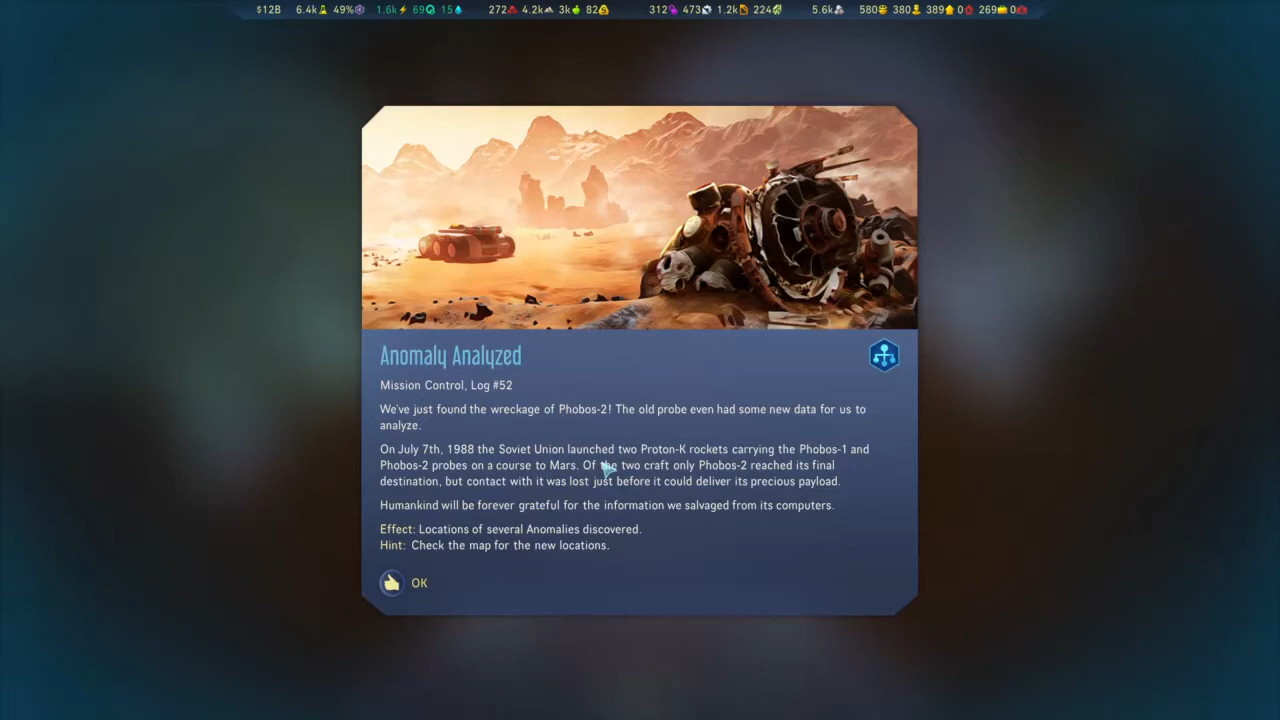 $12B 6.4k 49% 1.6k 69 15 272 4.2k 3k 82 312 473 1.2k 224 5.6k 580 380 389 0 269 0
Anomaly Analyzed
Mission Control, Log #52
We've just found the wreckage of Phobos-2! The old probe even had some new data for us to
analyze.
On July 7th, 1988 the Soviet Union launched two Proton-K rockets carrying the Phobos-1 and
Phobos-2 probes on a course to Mars. Of the two craft only Phobos-2 reached its final
destination, but contact with it was lost just before it could deliver its precious payload.
Humankind will be forever grateful for the information we salvaged from its computers.
Effect: Locations of several Anomalies discovered.
Hint: Check the map for the new locations.
OK